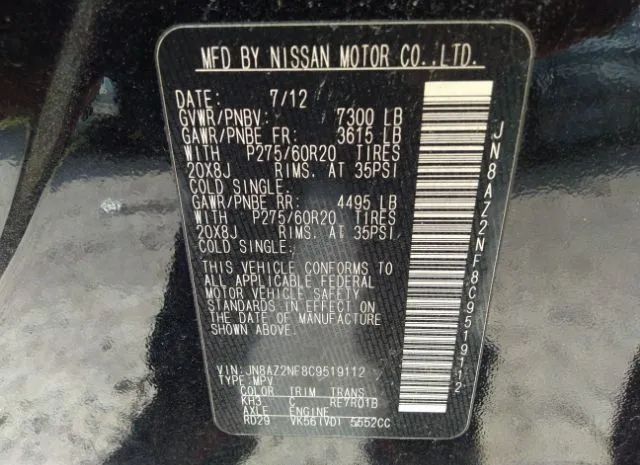 MFD BY NISSAN MOTOR CO.,LTD.
DATE: 7/12
GVWR/PNBV: 7300 LB
GAWR/PNBE FR: 3615 LB
WITH P275/60R20 TIRES
20X8J RIMS. AT 35PSI
COLD SINGLE.
GAWR/PNBE RR: 4495 LB
WITH P275/60R20 TIRES
20X8J RIMS. AT 35PSI.
COLD SINGLE.
THIS VEHICLE CONFORMS TO
ALL APPLICABLE FEDERAL
MOTOR VEHICLE SAFETY
STANDARDS IN EFFECT ON
THE DATE OF MANUFACTURE
SHOWN ABOVE.
VIN: JN8AZ2NF8C9519112
TYPE: MPV
COLOR TRIM TRANS
KH3 C RE7R01B
AXLE ENGINE
RD29 VK56(VD) 5552CC
JN8AZ2NF8C9519112